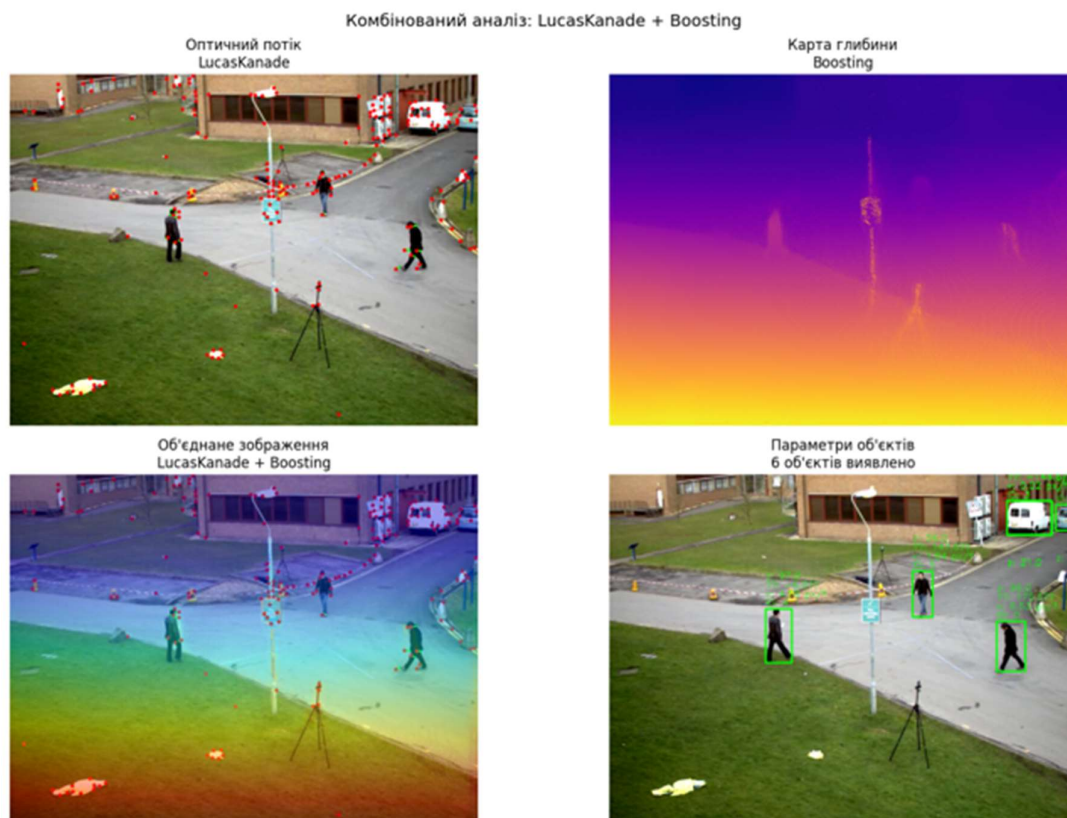 Комбінований аналіз: LucasKanade + Boosting
Оптичний потік
LucasKanade
Карта глибини
Boosting
Об'єднане зображення
LucasKanade + Boosting
Параметри об'єктів
6 об'єктів виявлено